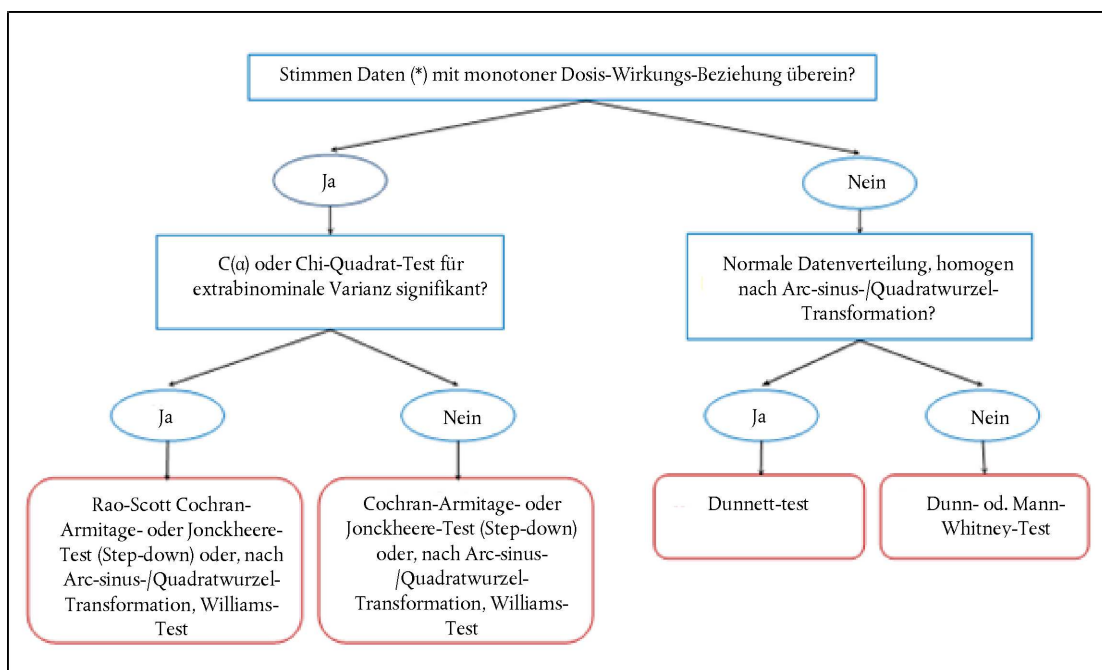 Stimmen Daten (*) mit monotoner Dosis-Wirkungs-Beziehung überein?
Ja
Nein
C(α) oder Chi-Quadrat-Test für
extrabinominale Varianz signifikant?
Normale Datenverteilung, homogen
nach Arc-sinus-/Quadratwurzel-
Transformation?
Ja
Nein
Ja
Nein
Rao-Scott Cochran-
Armitage- oder Jonckheere-
Test (Step-down) oder, nach
Arc-sinus-/Quadratwurzel-
Transformation, Williams-
Test
Cochran-Armitage- oder
Jonckheere-Test (Step-down)
oder, nach Arc-sinus-
/Quadratwurzel-
Transformation, Williams-
Test
Dunnett-test
Dunn- od. Mann-
Whitney-Test